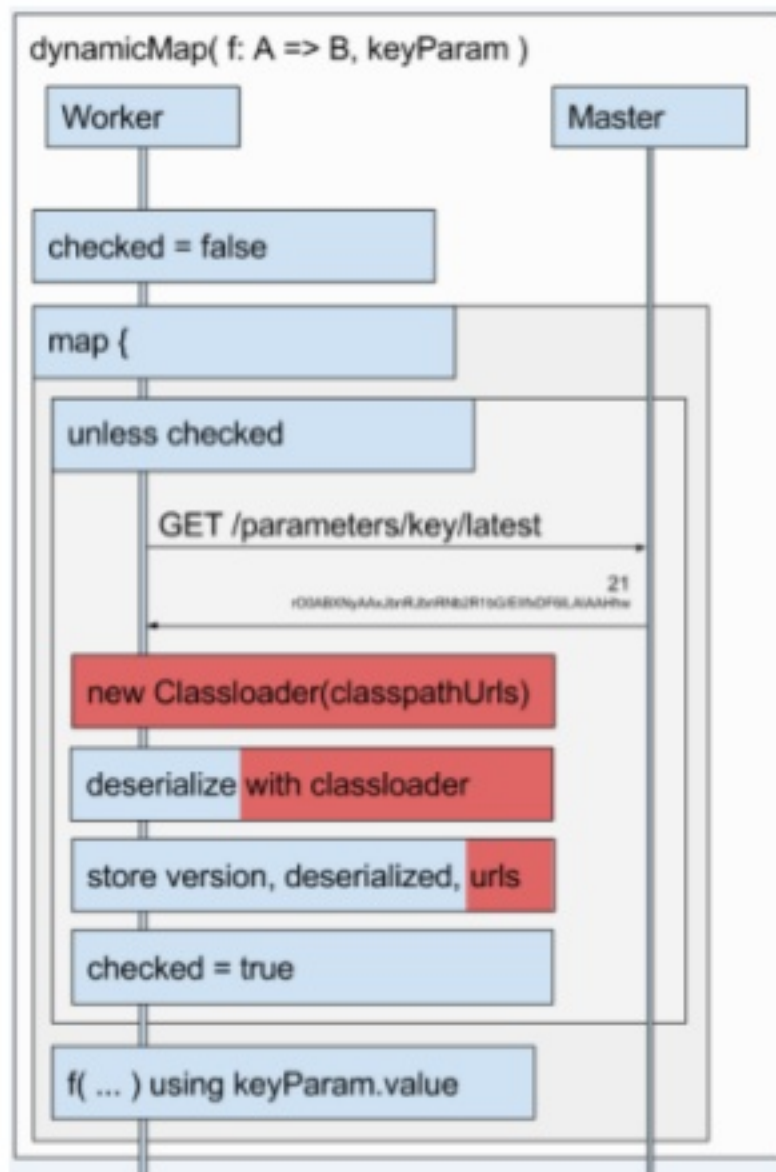 dynamicMap( f: A => B, keyParam )
Worker
Master
checked = false
map {
unless checked
GET /parameters/key/latest
21
new Classloader(classpathUrls)
deserialize with classloader
store version, deserialized, urls
checked = true
f( ... ) using keyParam.value